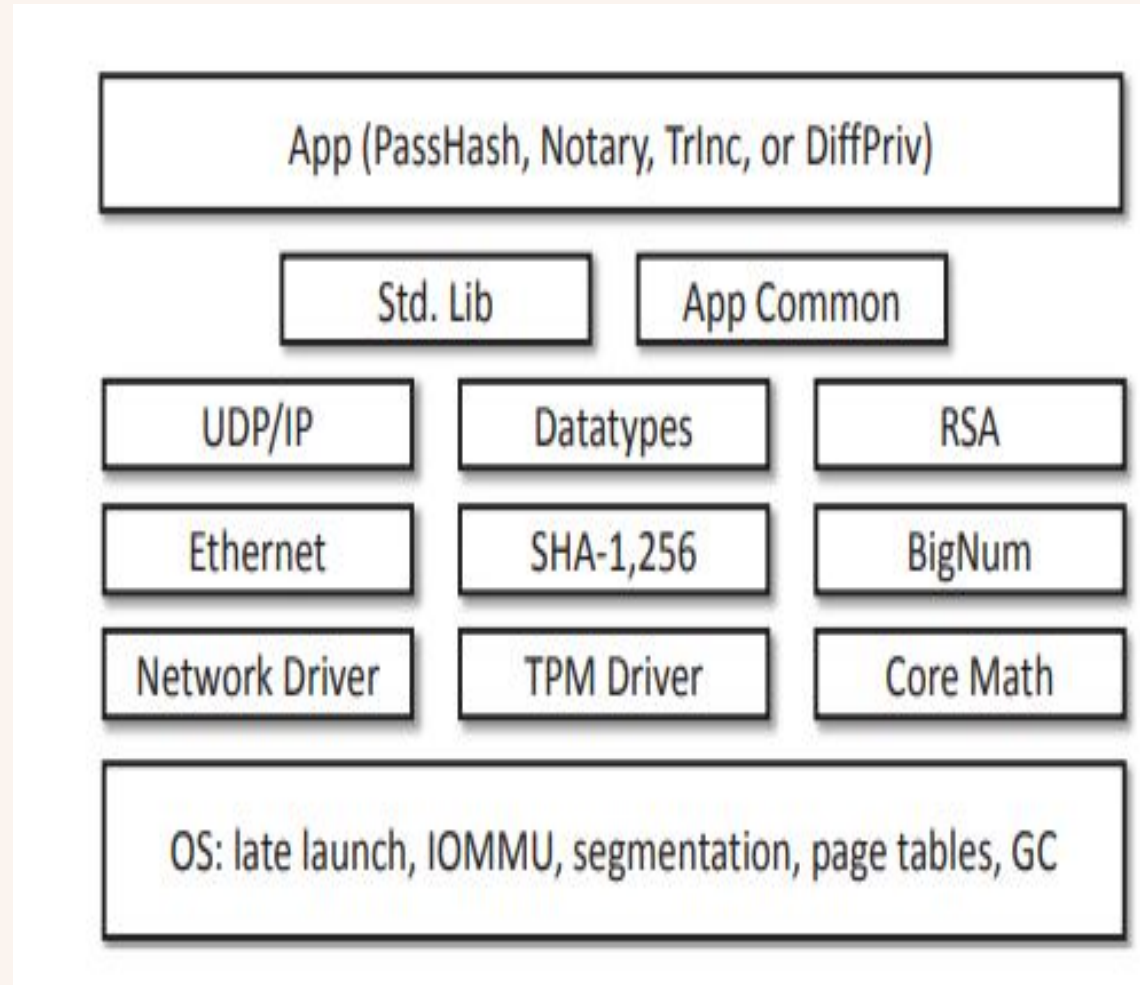 App (PassHash, Notary, TrInc, or DiffPriv)
Std. Lib
App Common
UDP/IP
Datatypes
RSA
Ethernet
SHA-1,256
BigNum
Network Driver
TPM Driver
Core Math
OS: late launch, IOMMU, segmentation, page tables, GC